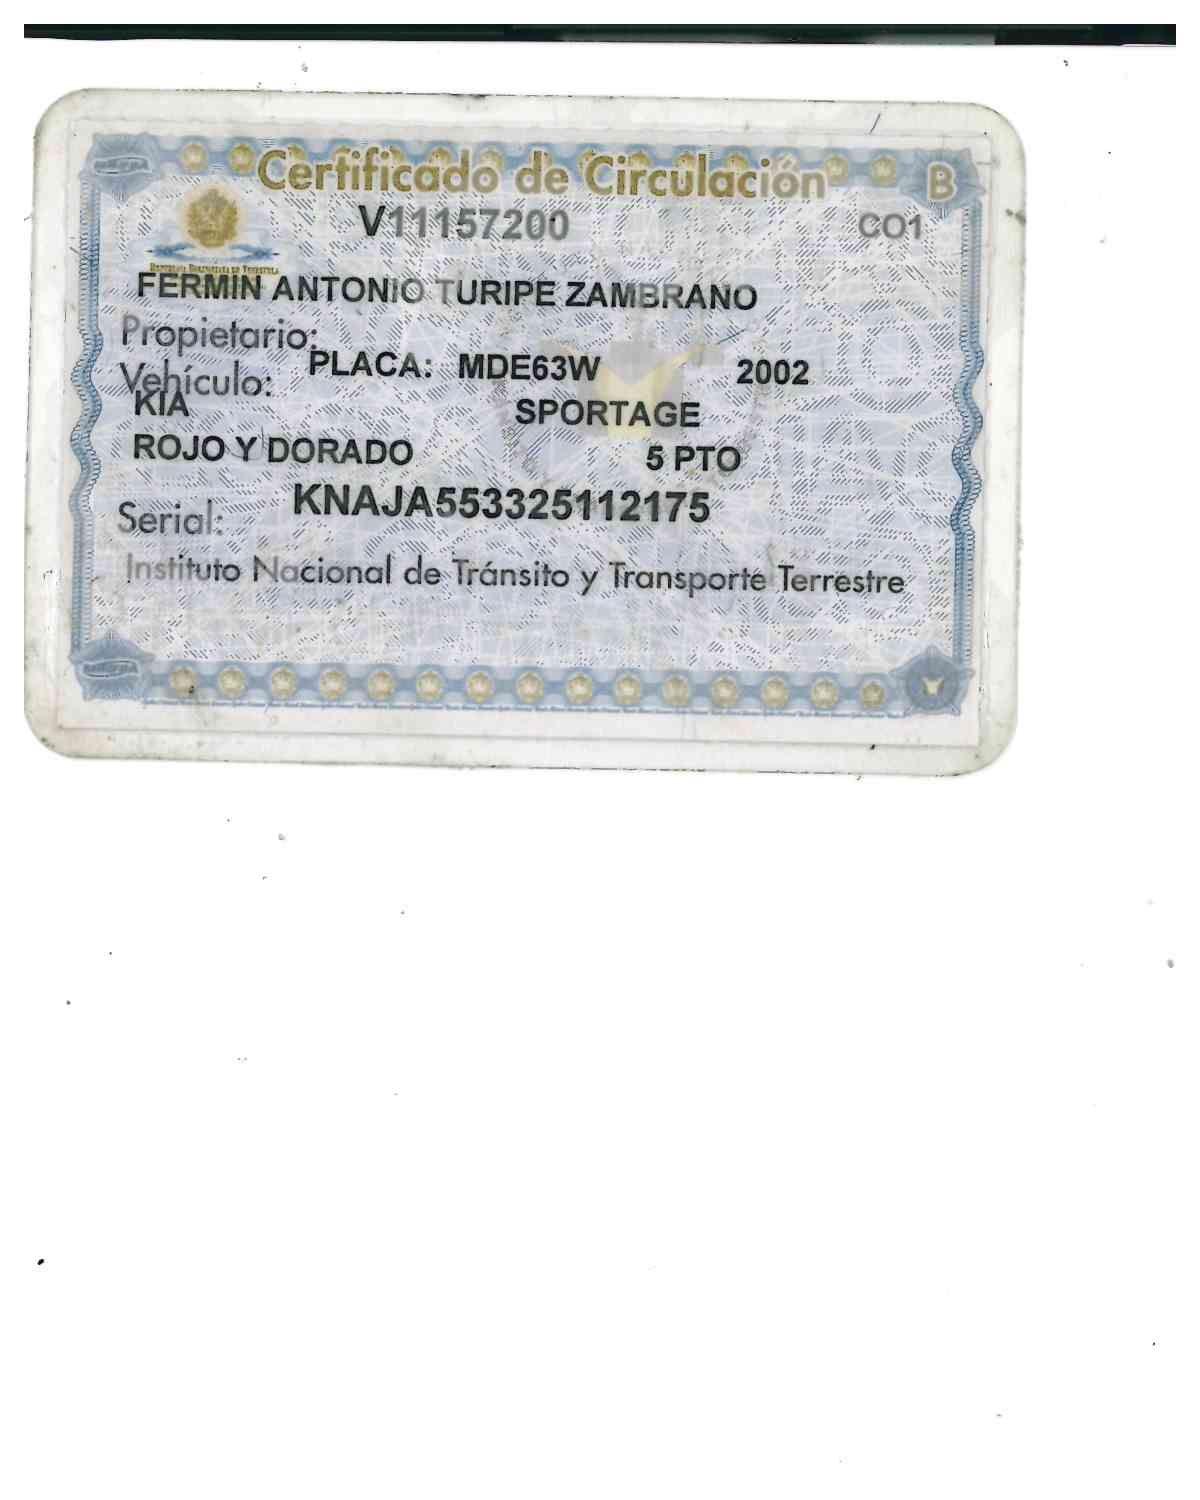 Certificado de Circulación B
V11157200 CO1
REPÚBLICA BOLIVARIANA DE VENEZUELA
FERMIN ANTONIO TURIPE ZAMBRANO
Propietario:
PLACA: MDE63W 2002
Vehículo:
KIA SPORTAGE
ROJO Y DORADO 5 PTO
KNAJA553325112175
Serial:
Instituto Nacional de Tránsito y Transporte Terrestre